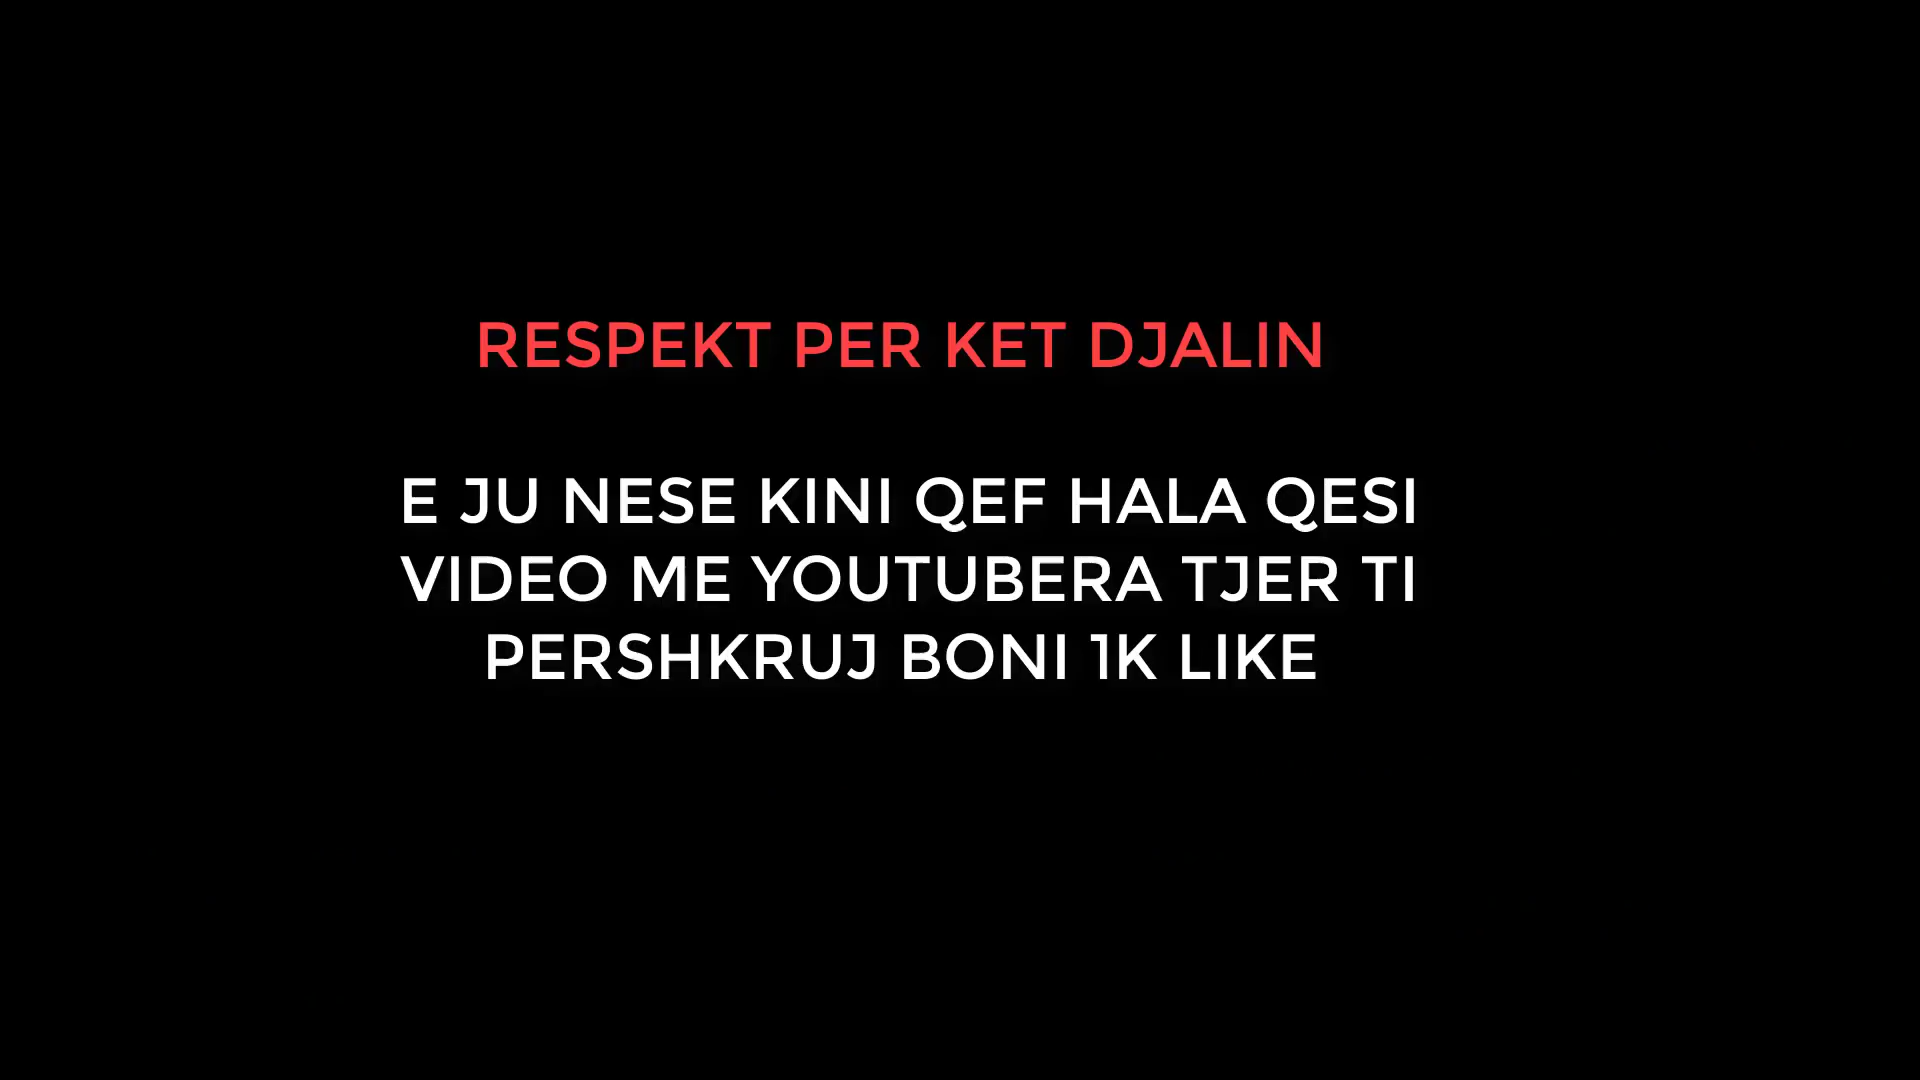 RESPEKT PER KET DJALIN
E JU NESE KINI QEF HALA QESI
VIDEO ME YOUTUBERA TJER TI
PERSHKRUJ BONI 1K LIKE